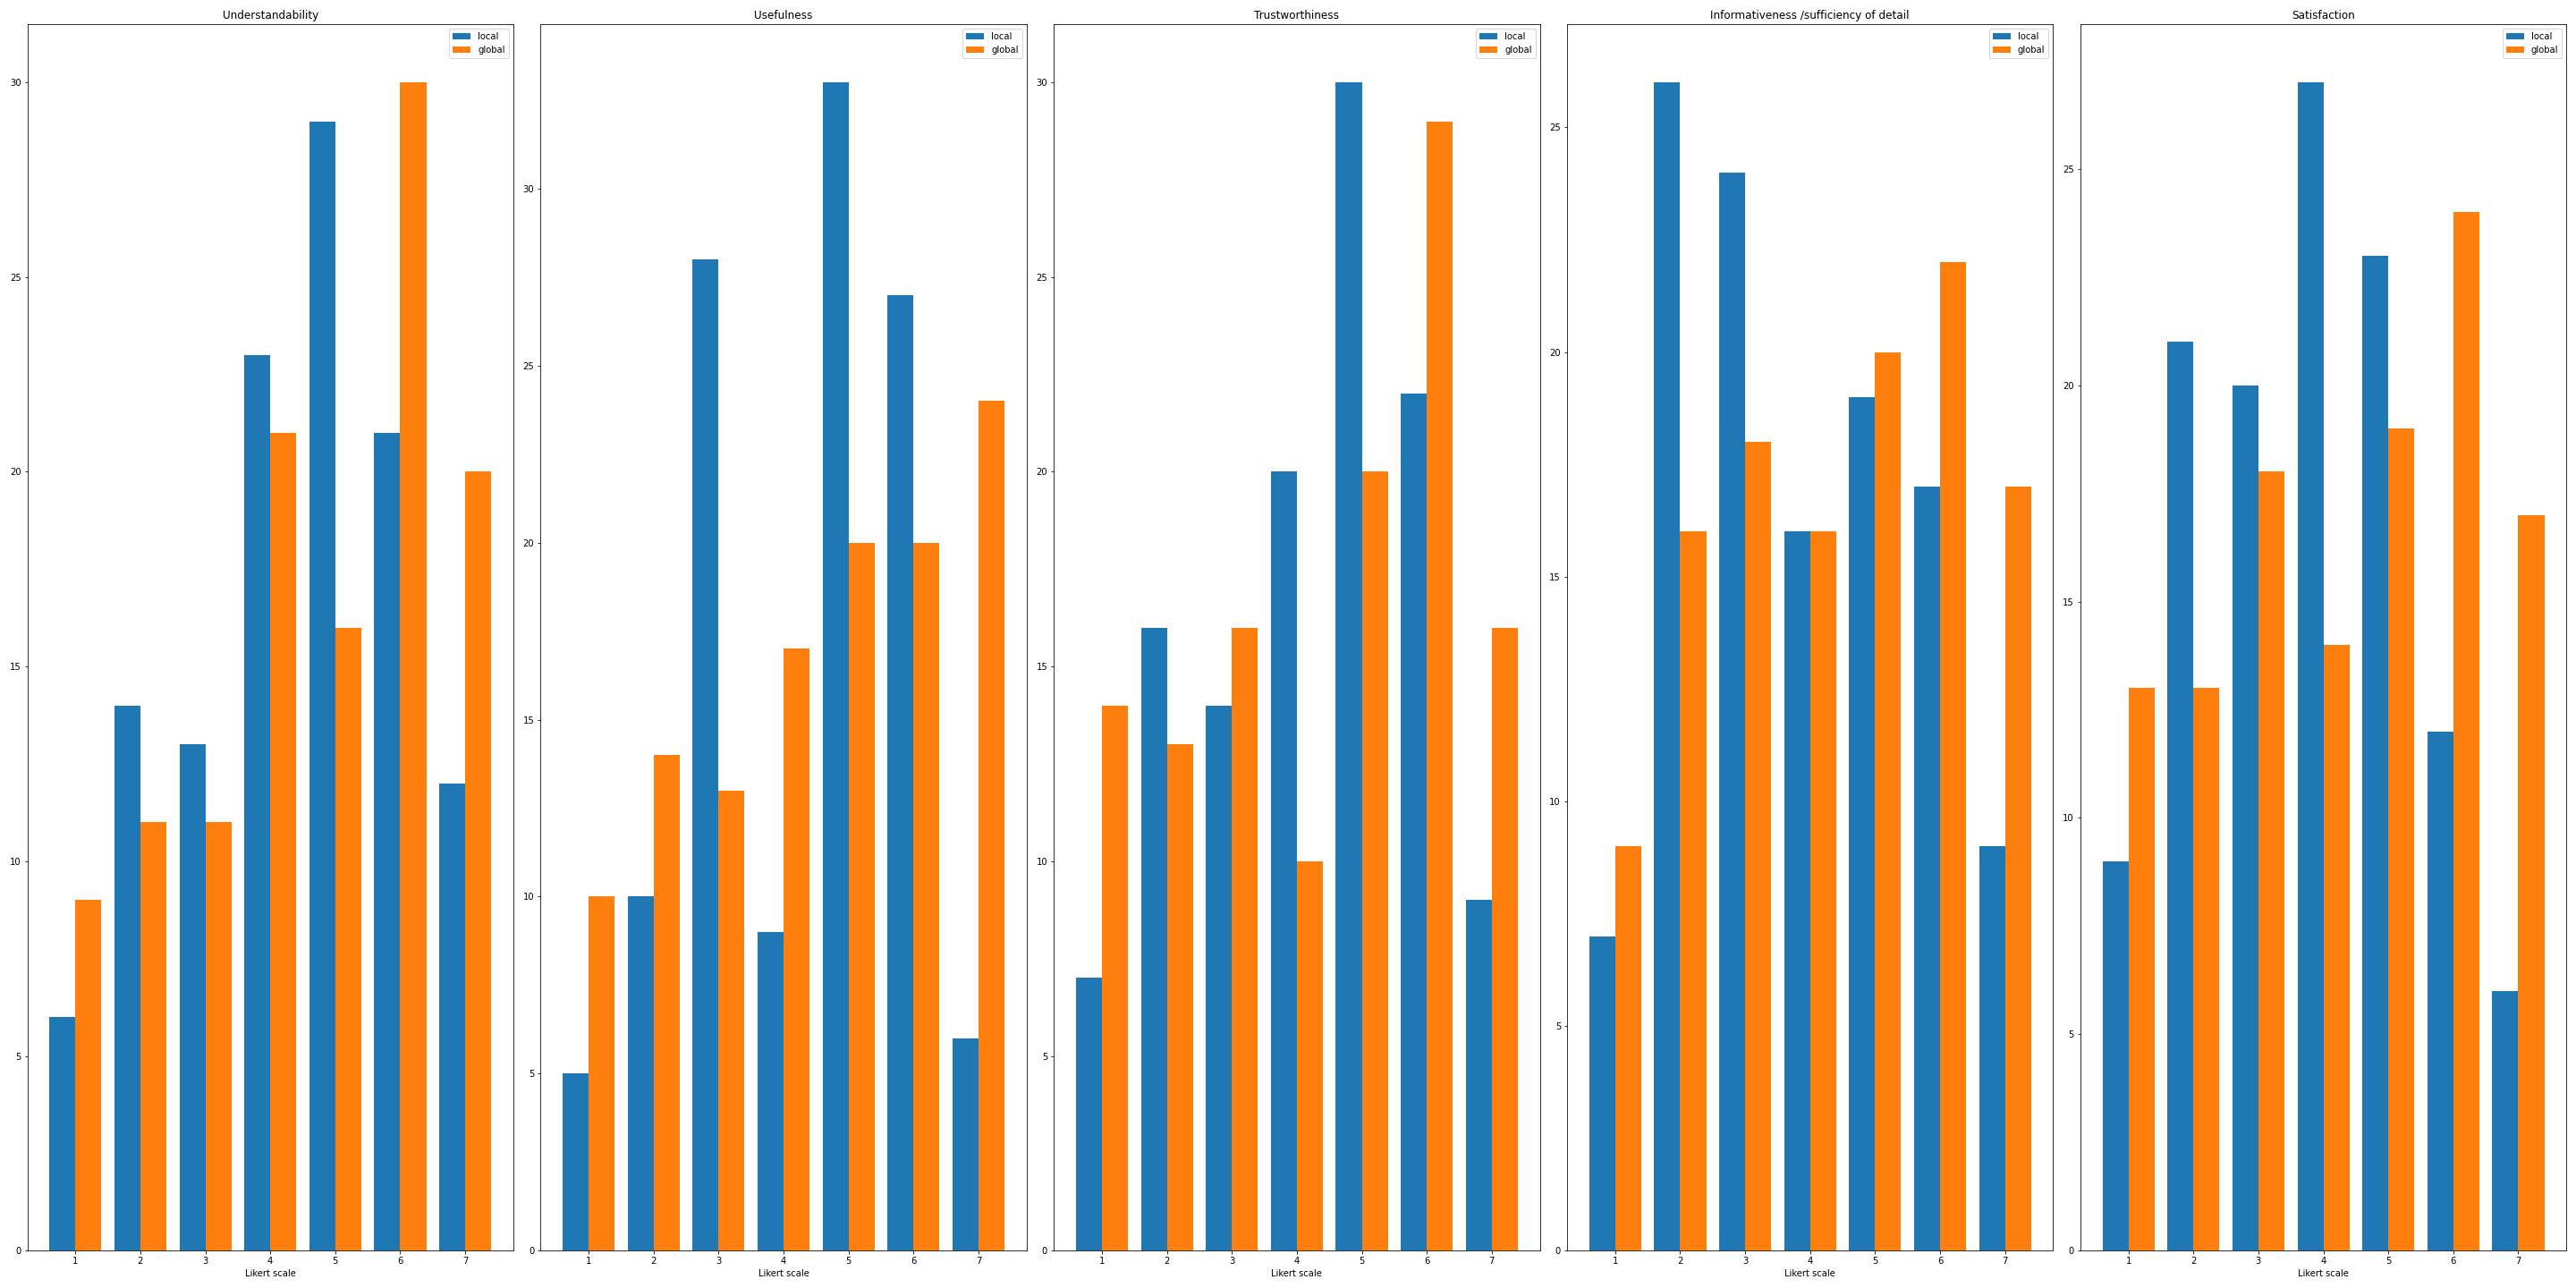 Understandability
local
global
30
25
20
15
10
5
0
1 2 3 4 5 6 7
Likert scale
Usefulness
local
global
30
25
20
15
10
5
0
1 2 3 4 5 6 7
Likert scale
Trustworthiness
local
global
30
25
20
15
10
5
0
1 2 3 4 5 6 7
Likert scale
Informativeness /sufficiency of detail
local
global
25
20
15
10
5
0
1 2 3 4 5 6 7
Likert scale
Satisfaction
local
global
25
20
15
10
5
0
1 2 3 4 5 6 7
Likert scale